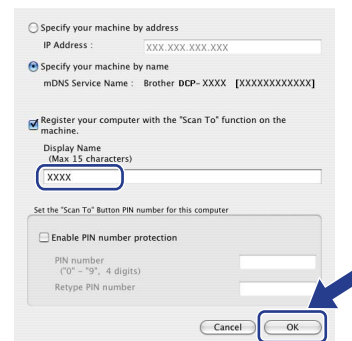 Specify your machine by address
IP Address : XXX.XXX.XXX.XXX
Specify your machine by name
mDNS Service Name : Brother DCP-XXXX [XXXXXXXXXXXX]
Register your computer with the "Scan To" function on the
machine.
Display Name
(Max 15 characters)
XXXX
Set the "Scan To" Button PIN number for this computer
Enable PIN number protection
PIN number
("0" - "9", 4 digits)
Retype PIN number
Cancel OK